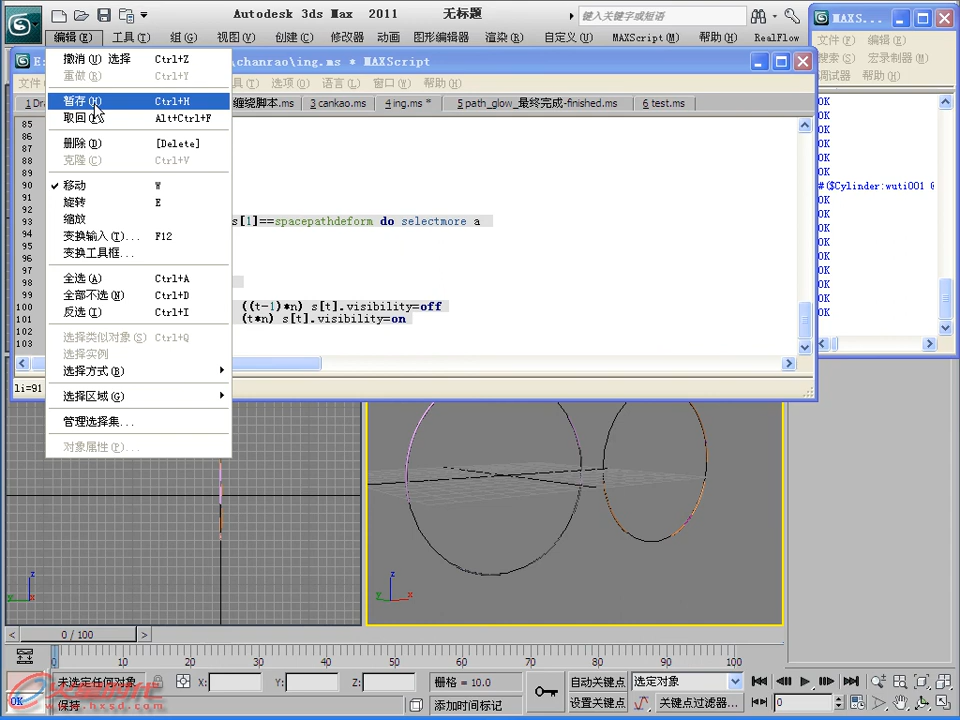 Autodesk 3ds Max 2011 无标题
键入关键字或短语
MAXS...
编辑(E) 工具(T) 组(G) 视图(V) 创建(C) 修改器 动画 图形编辑器 渲染(R) 自定义(U) MAXScript(M) 帮助(H) RealFlow
文件(F) 编辑(E)
搜索(S) 宏录制器(M)
调试器 帮助(H)
\chanrao\ing.ms * MAXScript
文件 选项(O) 语言(L) 窗口(W) 帮助(H)
缠绕脚本.ms 3 cankao.ms 4 ing.ms * 5 path_glow_最终完成-finished.ms 6 test.ms
撤消(U) 选择 Ctrl+Z
重做(R) Ctrl+Y
暂存(H) Ctrl+H
取回 Alt+Ctrl+F
删除(D) [Delete]
克隆(C) Ctrl+V
移动 W
旋转 E
缩放
变换输入(T)... F12
变换工具框...
全选(A) Ctrl+A
全部不选(N) Ctrl+D
反选(I) Ctrl+I
选择类似对象(S) Ctrl+Q
选择实例
选择方式(B)
选择区域(G)
管理选择集...
对象属性(P)...
85
86
87
88
89
90
91
92
93 s[1]==spacepathdeform do selectmore a
94
95
96
97
98
99
100 ((t-1)*n) s[t].visibility=off
101 (t*n) s[t].visibility=on
102
103
li=91
OK
OK
OK
OK
OK
OK
#($Cylinder:wuti001 @
OK
OK
OK
OK
OK
OK
OK
OK
OK
z
x
y
z
x
y
0 / 100
0 10 20 30 40 50 60 70 80 90 100
未选定任何对象 X: Y: Z: 栅格 = 10.0 自动关键点 选定对象
OK 保持 添加时间标记 设置关键点 关键点过滤器... 0
火星时代
www.hxsd.com